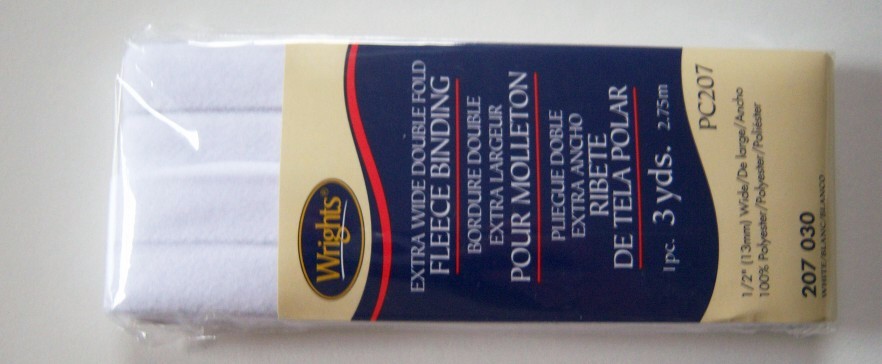 Wrights®
EXTRA WIDE DOUBLE FOLD
FLEECE BINDING
BORDURE DOUBLE
EXTRA LARGEUR
POUR MOLLETON
PLIEGUE DOBLE
EXTRA ANCHO
RIBETE
DE TELA POLAR
1pc. 3 yds. 2.75m
PC207
1/2" (13mm) Wide/De large/Ancho
100% Polyester/Polyester/Poliéster
207 030
WHITE/BLANC/BLANCO